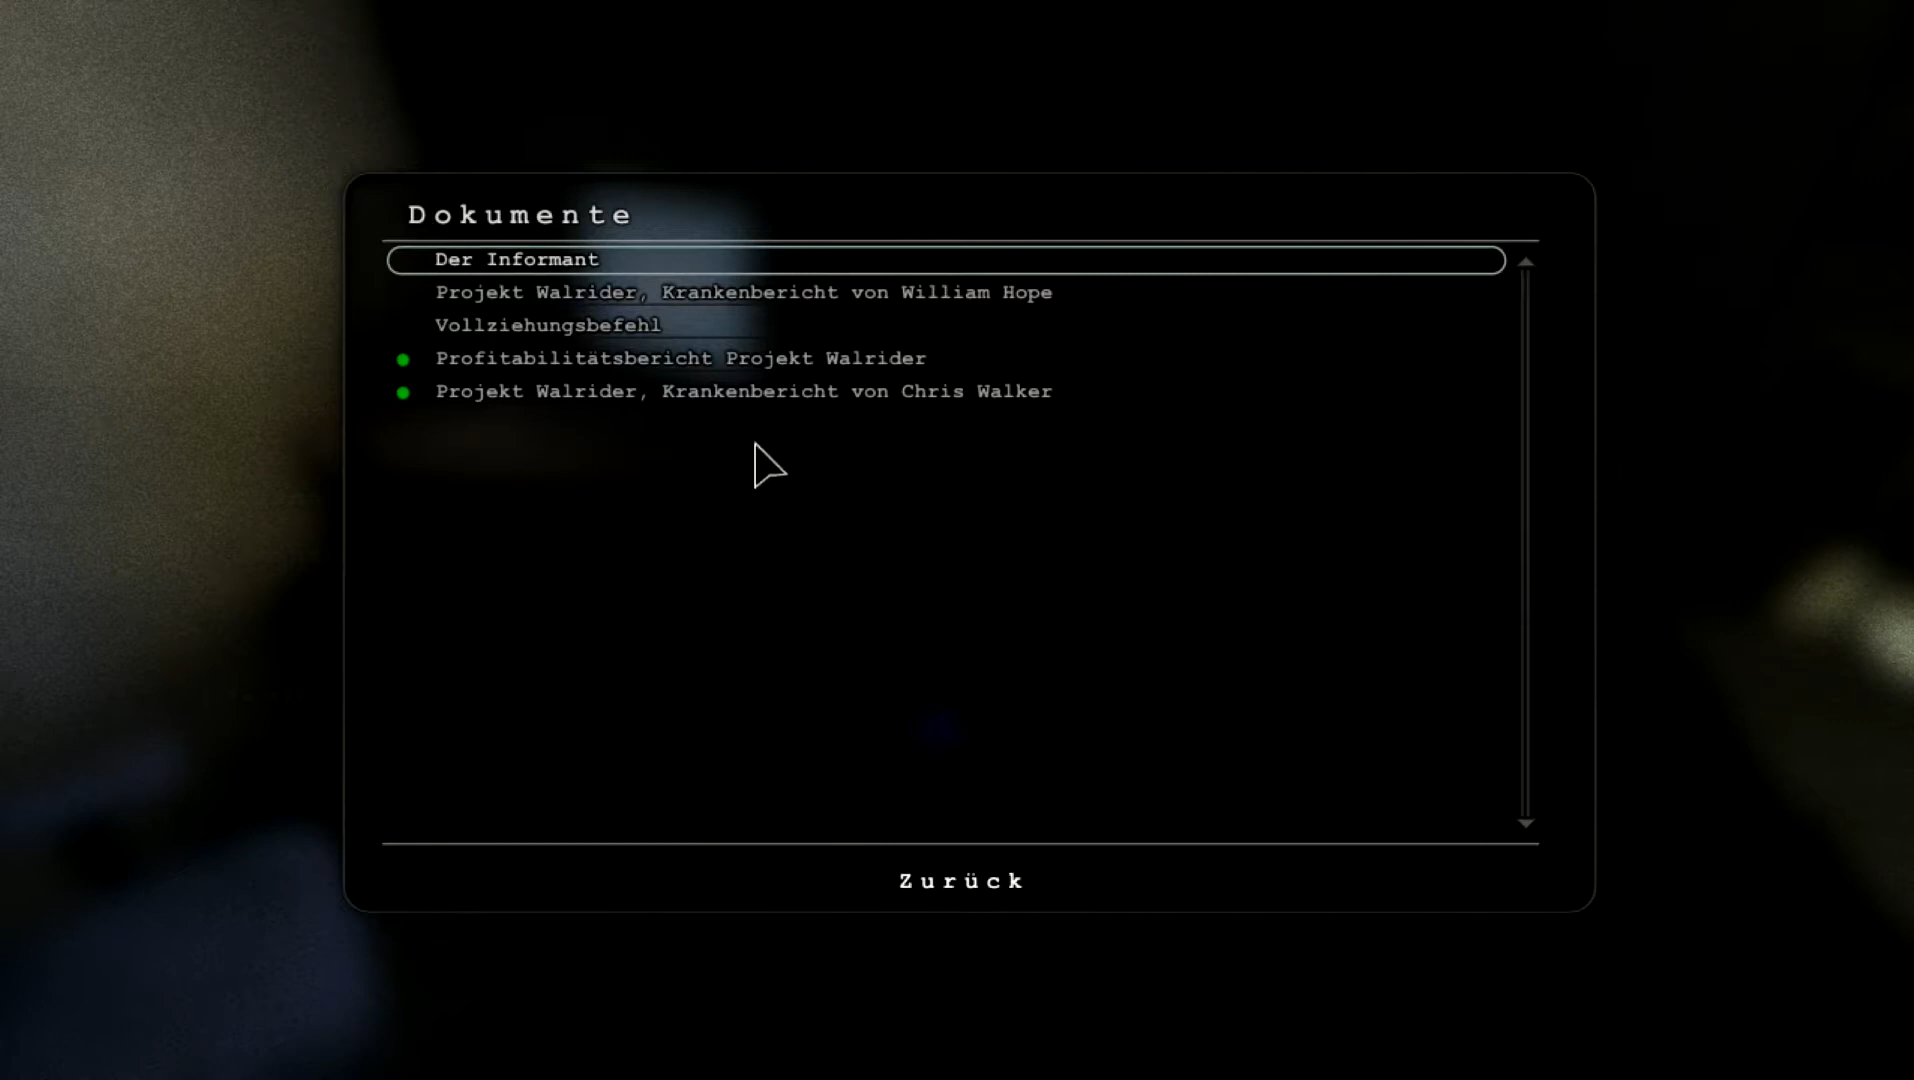 Dokumente
Der Informant
Projekt Walrider, Krankenbericht von William Hope
Vollziehungsbefehl
Profitabilitätsbericht Projekt Walrider
Projekt Walrider, Krankenbericht von Chris Walker
Zurück